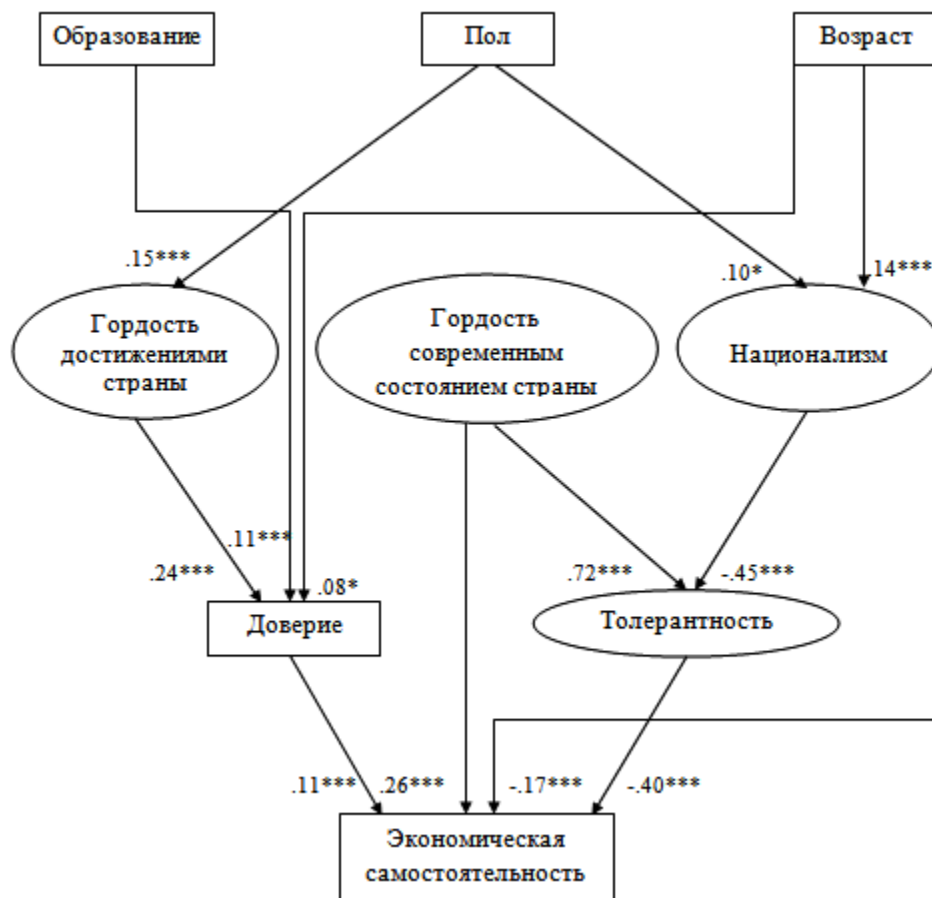 Образование
Пол
Возраст
.15***
.10*
14***
Гордость
достижениями
страны
Гордость
современным
состоянием страны
Национализм
.11***
.24***
.08*
.72***
-.45***
Доверие
Толерантность
.11***
.26***
-.17***
-.40***
Экономическая
самостоятельность